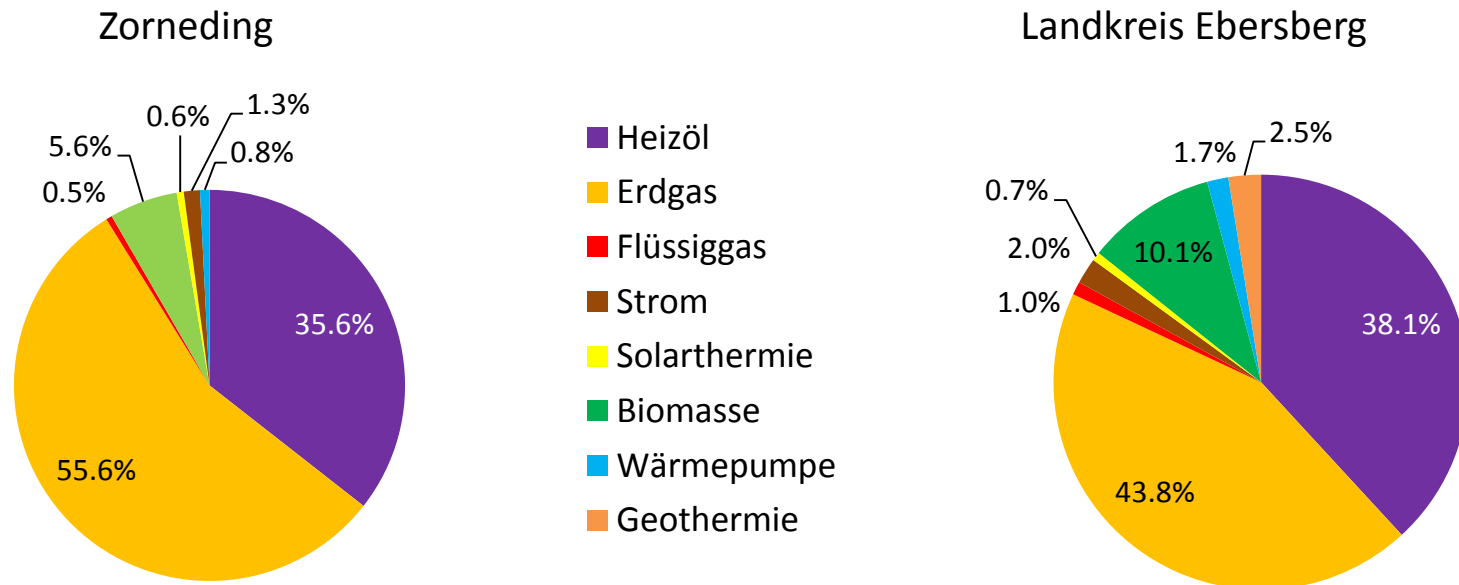 Zorneding
0.5%
5.6%
0.6%
1.3%
0.8%
35.6%
55.6%
Heizöl
Erdgas
Flüssiggas
Strom
Solarthermie
Biomasse
Wärmepumpe
Geothermie
Landkreis Ebersberg
1.0%
2.0%
0.7%
10.1%
1.7%
2.5%
38.1%
43.8%